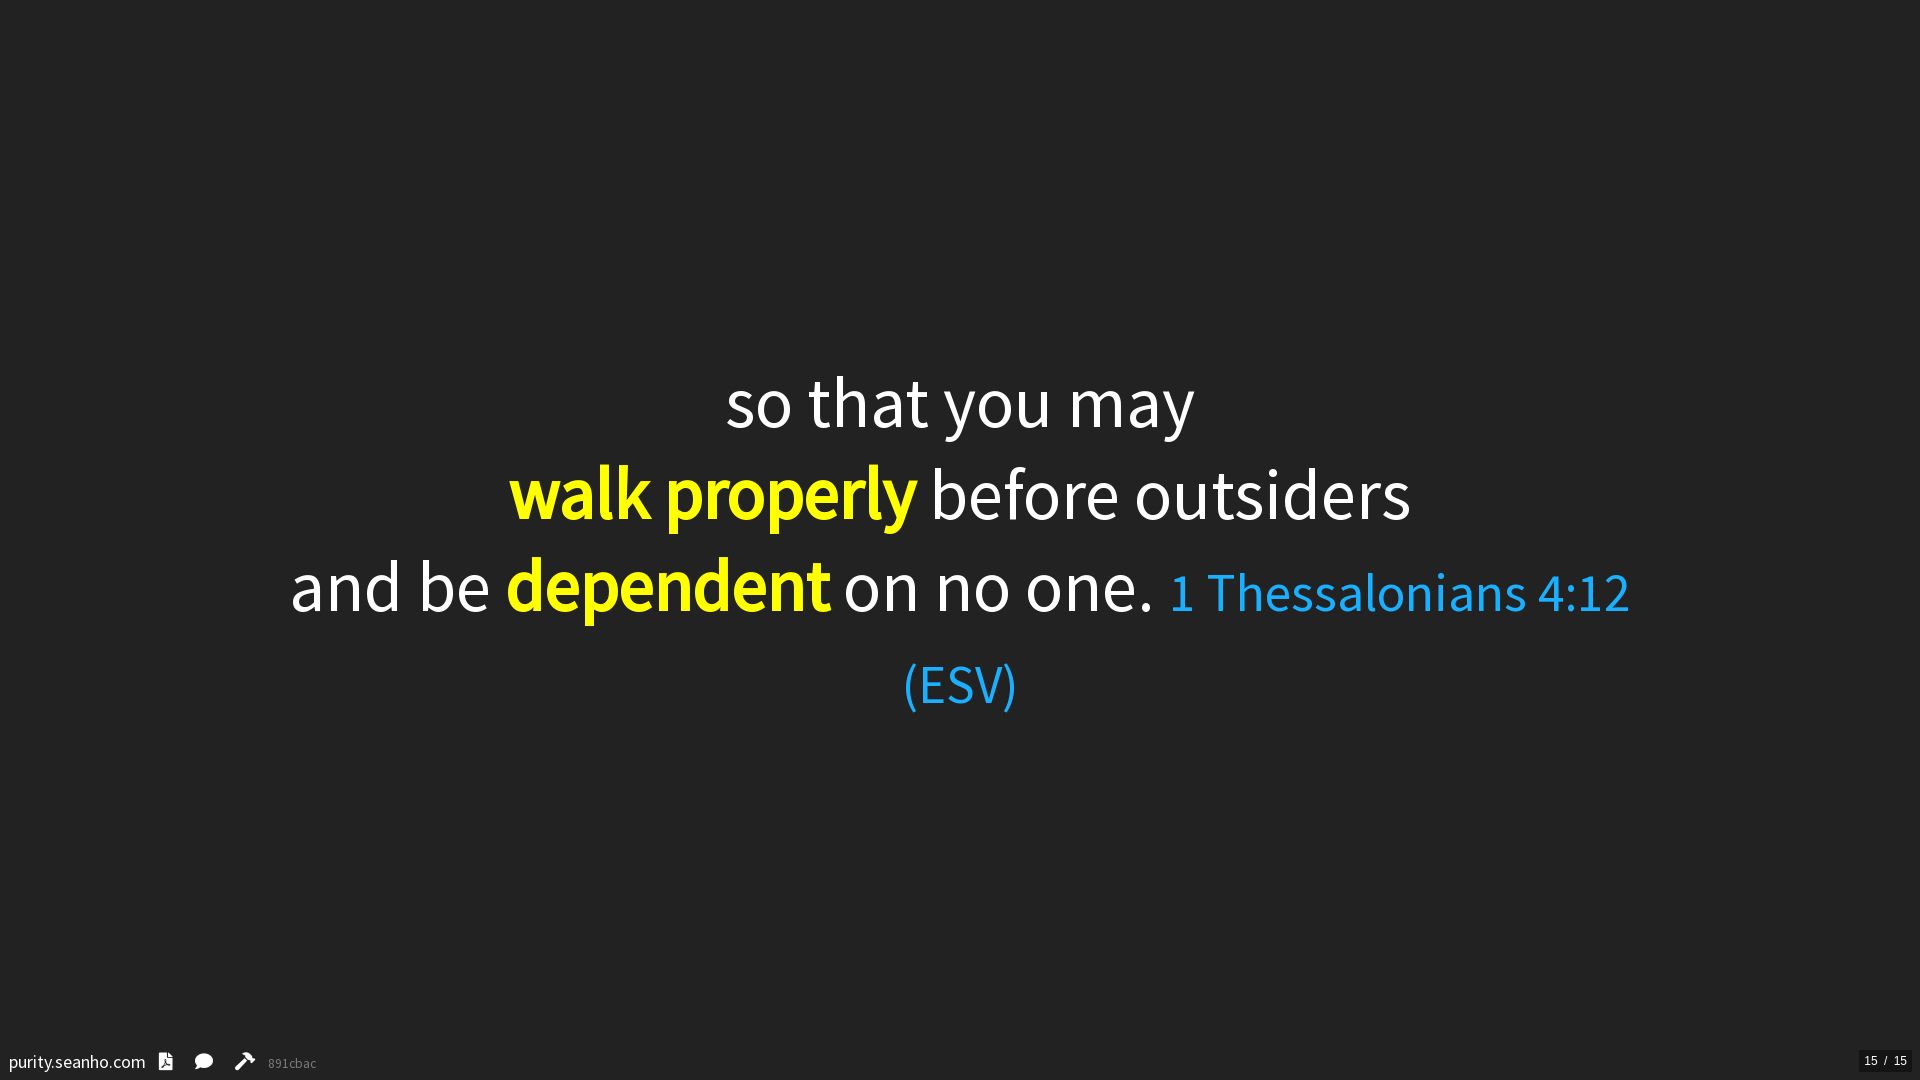 so that you may
walk properly before outsiders
and be dependent on no one. 1 Thessalonians 4:12
(ESV)
purity.seanho.com 891cbac
15 / 15